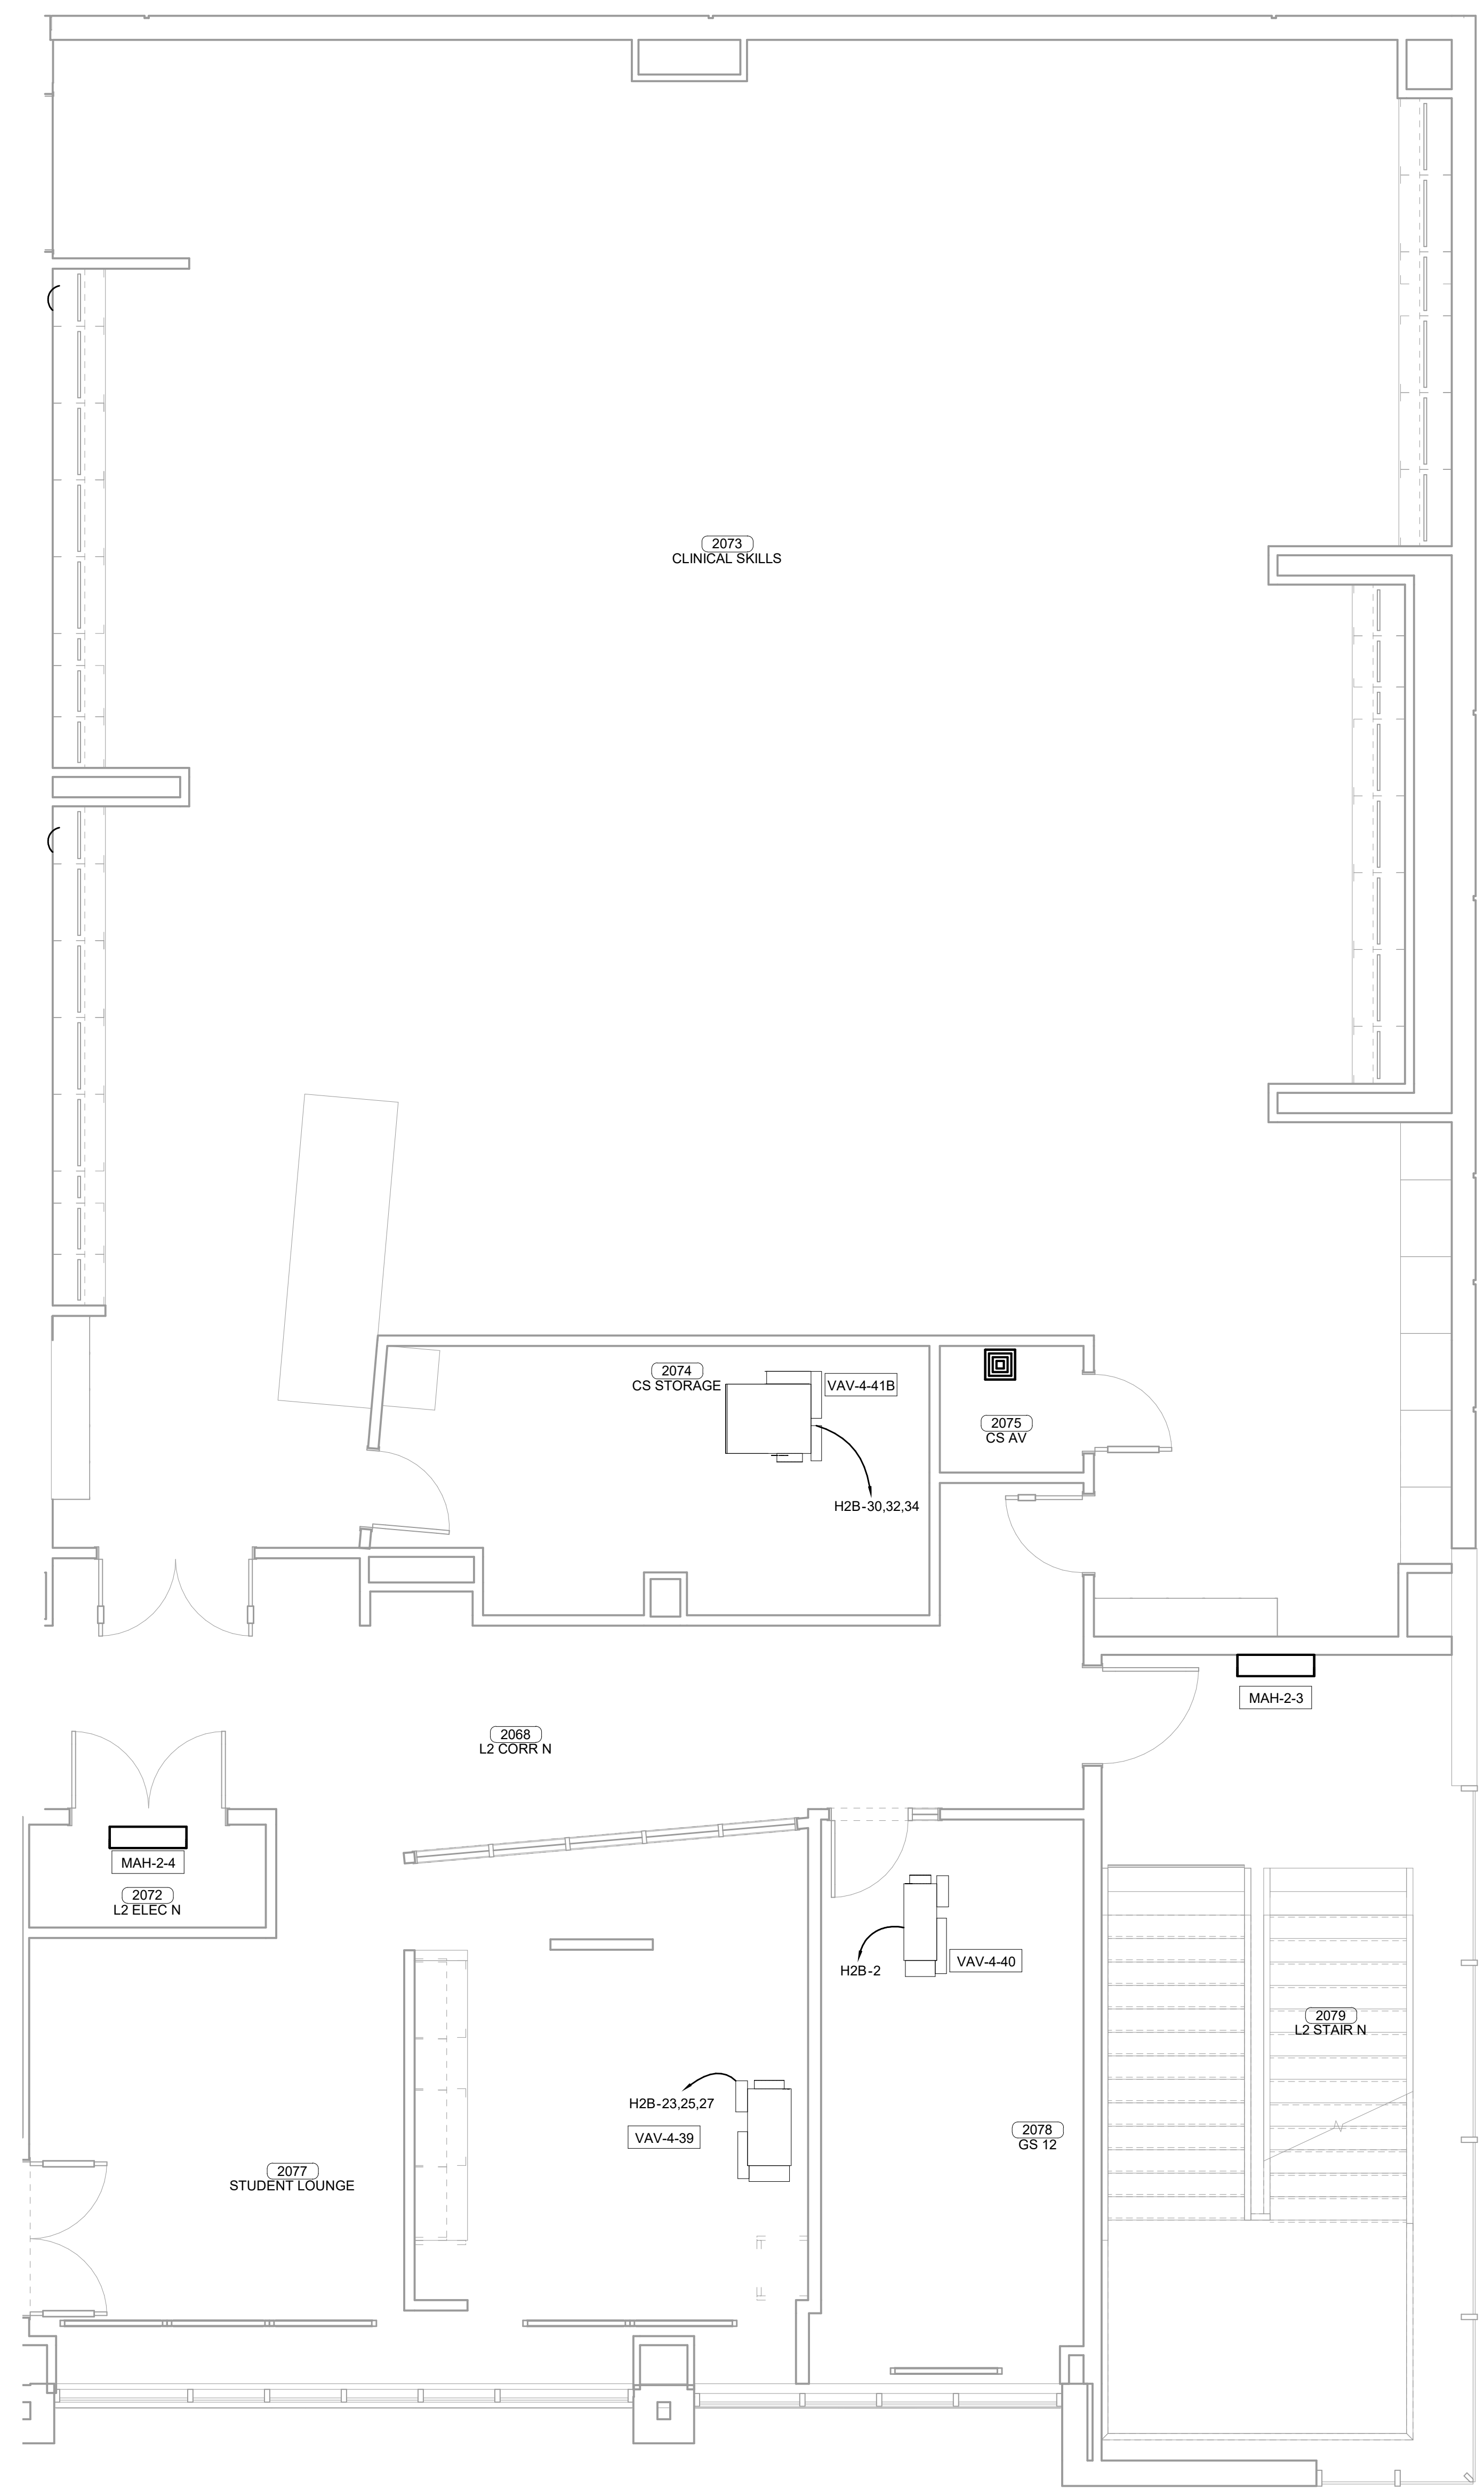 2073
CLINICAL SKILLS
2074
CS STORAGE
VAV-4-41B
H2B-30,32,34
2075
CS AV
MAH-2-3
2068
L2 CORR N
MAH-2-4
2072
L2 ELEC N
H2B-2
VAV-4-40
2079
L2 STAIR N
H2B-23,25,27
VAV-4-39
2078
GS 12
2077
STUDENT LOUNGE